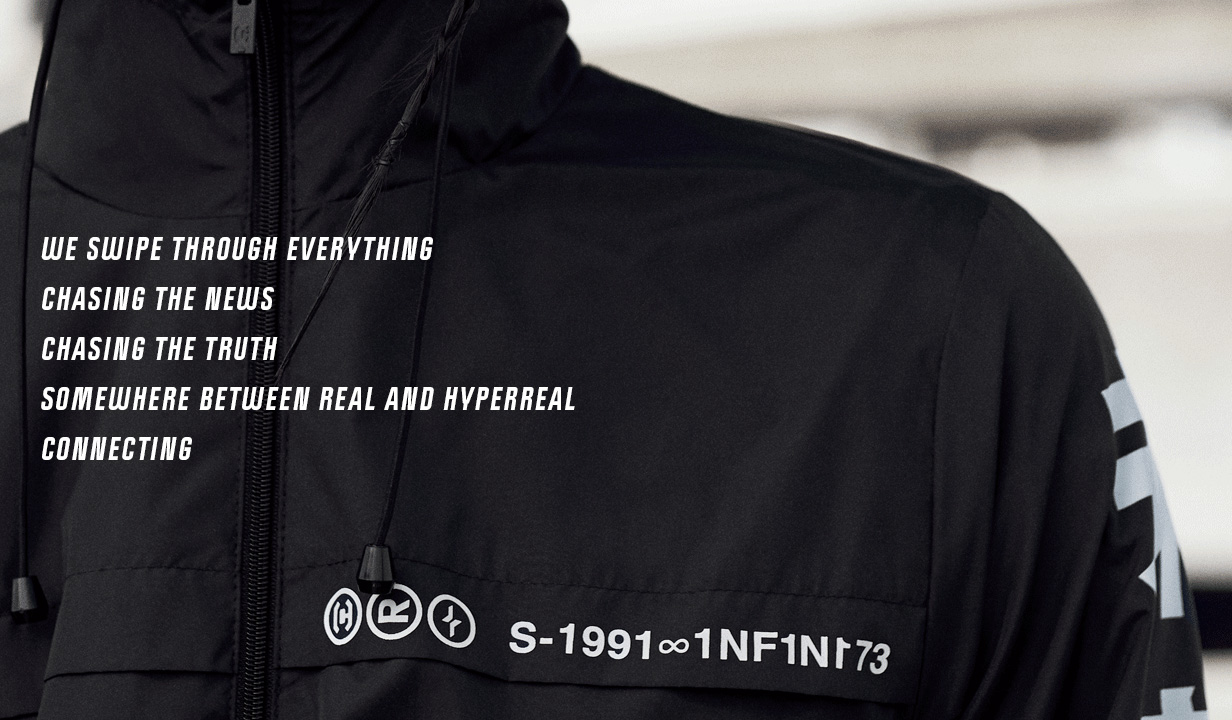 WE SWIPE THROUGH EVERYTHING
CHASING THE NEWS
CHASING THE TRUTH
SOMEWHERE BETWEEN REAL AND HYPERREAL
CONNECTING
R S-1991∞1NF1N173